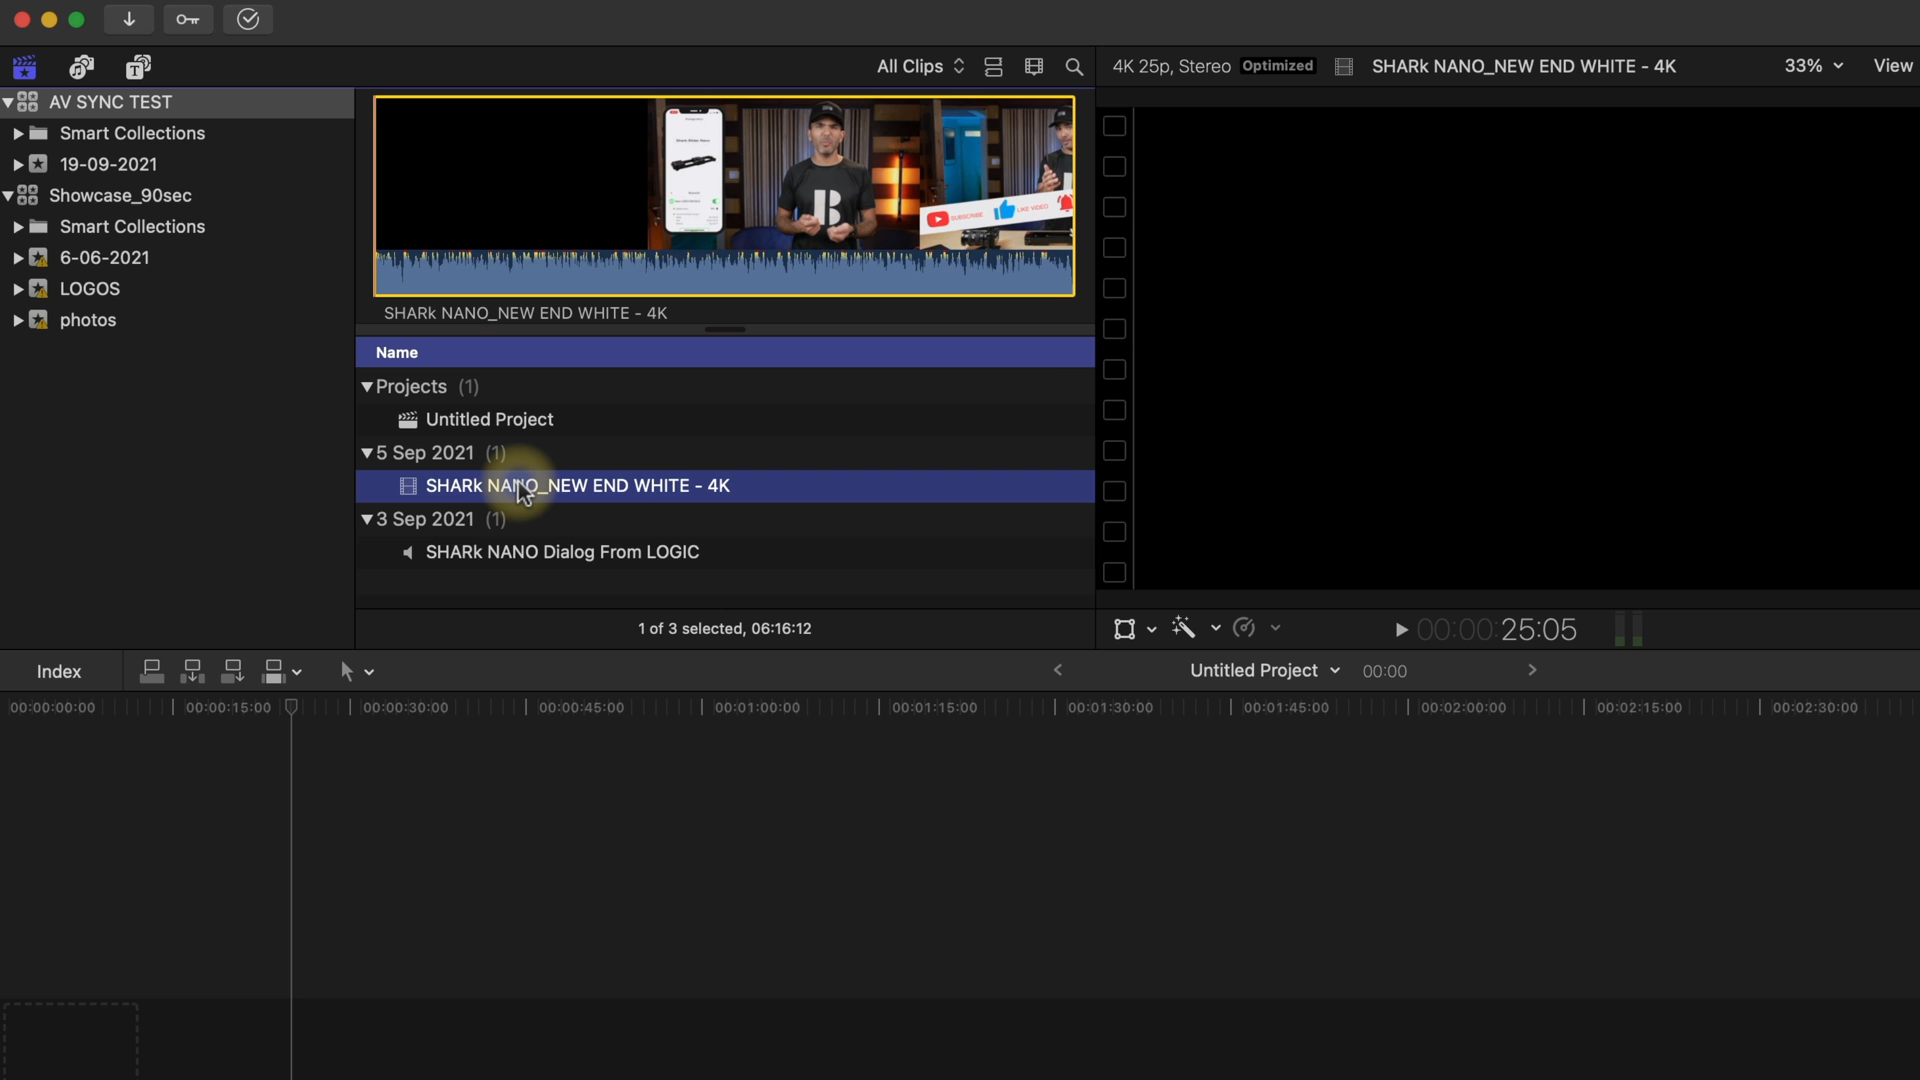 All Clips
4K 25p, Stereo Optimized SHARk NANO_NEW END WHITE - 4K 33% View
AV SYNC TEST
Smart Collections
19-09-2021
Showcase_90sec
Smart Collections
6-06-2021
LOGOS
photos
SUBSCRIBE LIKE VIDEO
B
SHARk NANO_NEW END WHITE - 4K
Name
Projects (1)
Untitled Project
5 Sep 2021 (1)
SHARk NANO_NEW END WHITE - 4K
3 Sep 2021 (1)
SHARk NANO Dialog From LOGIC
1 of 3 selected, 06:16:12
00:00:25:05
Index
Untitled Project 00:00
00:00:00:00 00:00:15:00 00:00:30:00 00:00:45:00 00:01:00:00 00:01:15:00 00:01:30:00 00:01:45:00 00:02:00:00 00:02:15:00 00:02:30:00